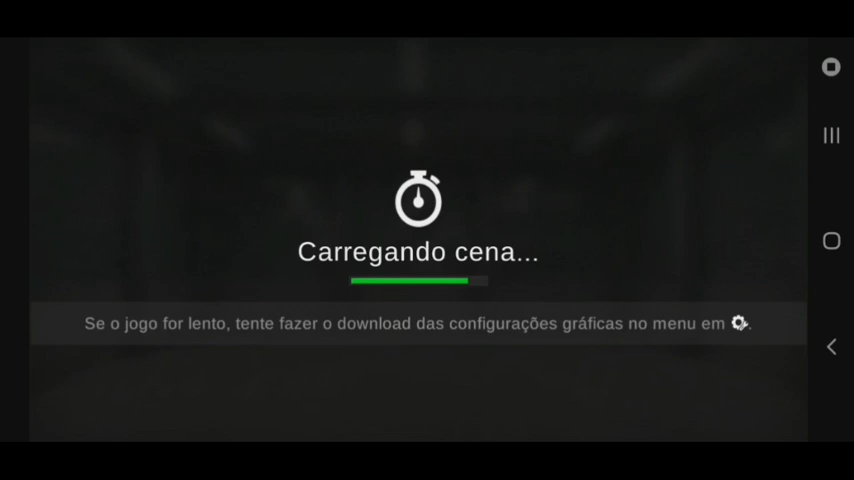 Carregando cena...
Se o jogo for lento, tente fazer o download das configurações gráficas no menu em .